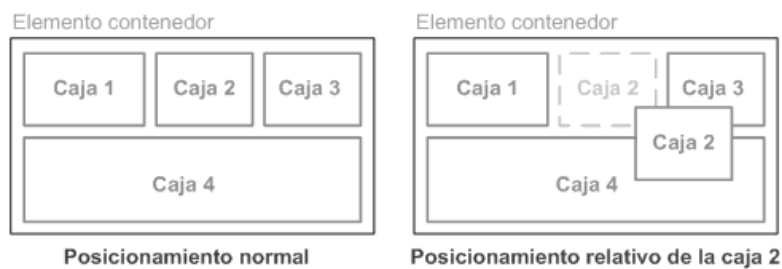 Elemento contenedor
Caja 1
Caja 2
Caja 3
Caja 4
Posicionamiento normal
Elemento contenedor
Caja 1
Caja 2
Caja 3
Caja 2
Caja 4
Posicionamiento relativo de la caja 2